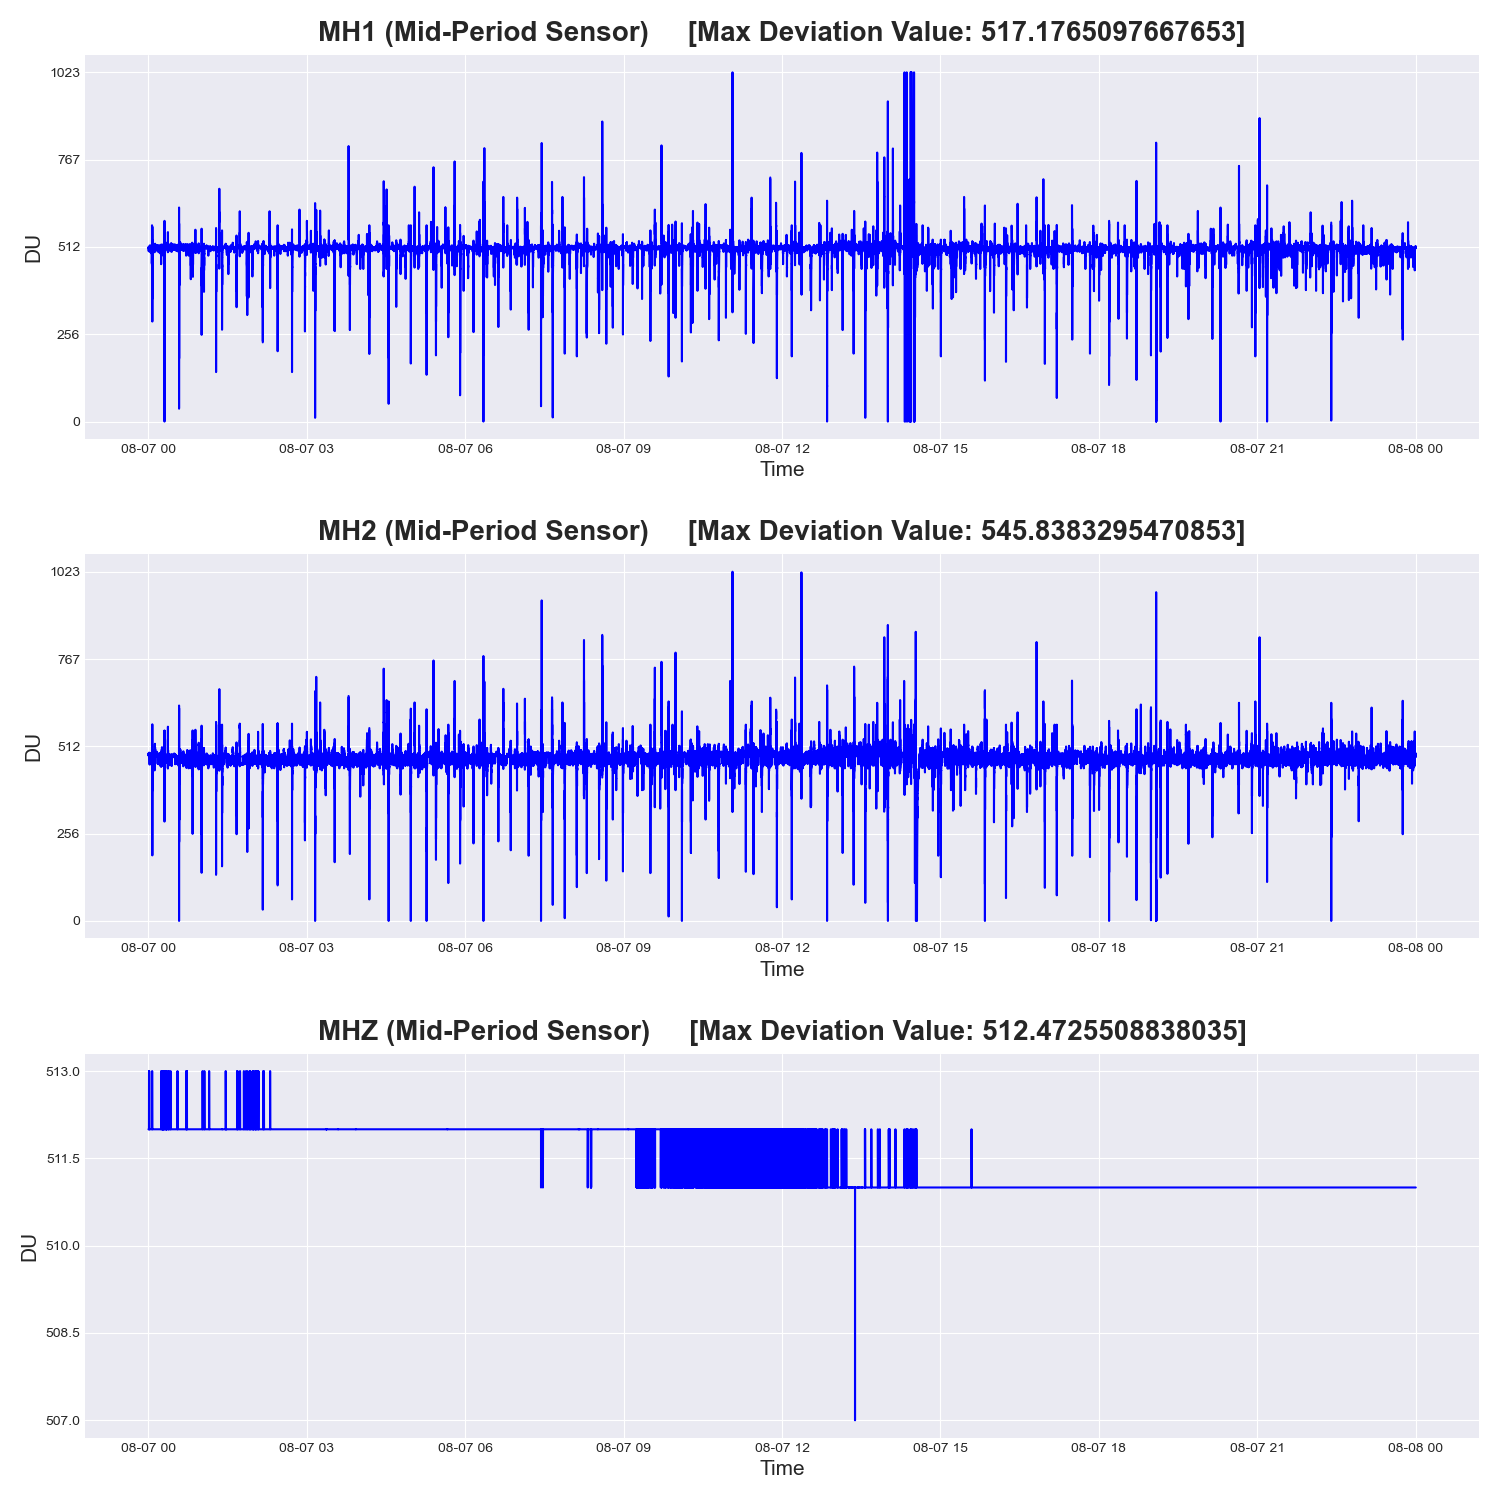 MH1 (Mid-Period Sensor) [Max Deviation Value: 517.1765097667653]
1023
767
512
256
0
DU
08-07 00 08-07 03 08-07 06 08-07 09 08-07 12 08-07 15 08-07 18 08-07 21 08-08 00
Time
MH2 (Mid-Period Sensor) [Max Deviation Value: 545.8383295470853]
1023
767
512
256
0
DU
08-07 00 08-07 03 08-07 06 08-07 09 08-07 12 08-07 15 08-07 18 08-07 21 08-08 00
Time
MHZ (Mid-Period Sensor) [Max Deviation Value: 512.4725508838035]
513.0
511.5
510.0
508.5
507.0
DU
08-07 00 08-07 03 08-07 06 08-07 09 08-07 12 08-07 15 08-07 18 08-07 21 08-08 00
Time